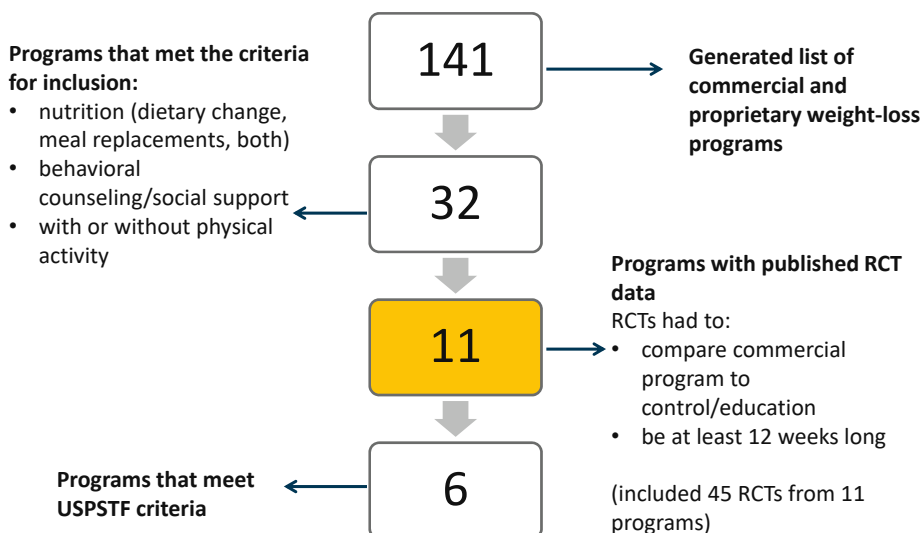 141
Generated list of
commercial and
proprietary weight-loss
programs
Programs that met the criteria
for inclusion:
• nutrition (dietary change,
meal replacements, both)
• behavioral
counseling/social support
• with or without physical
activity
32
11
Programs with published RCT
data
RCTs had to:
• compare commercial
program to
control/education
• be at least 12 weeks long
(included 45 RCTs from 11
programs)
Programs that meet
USPSTF criteria
6